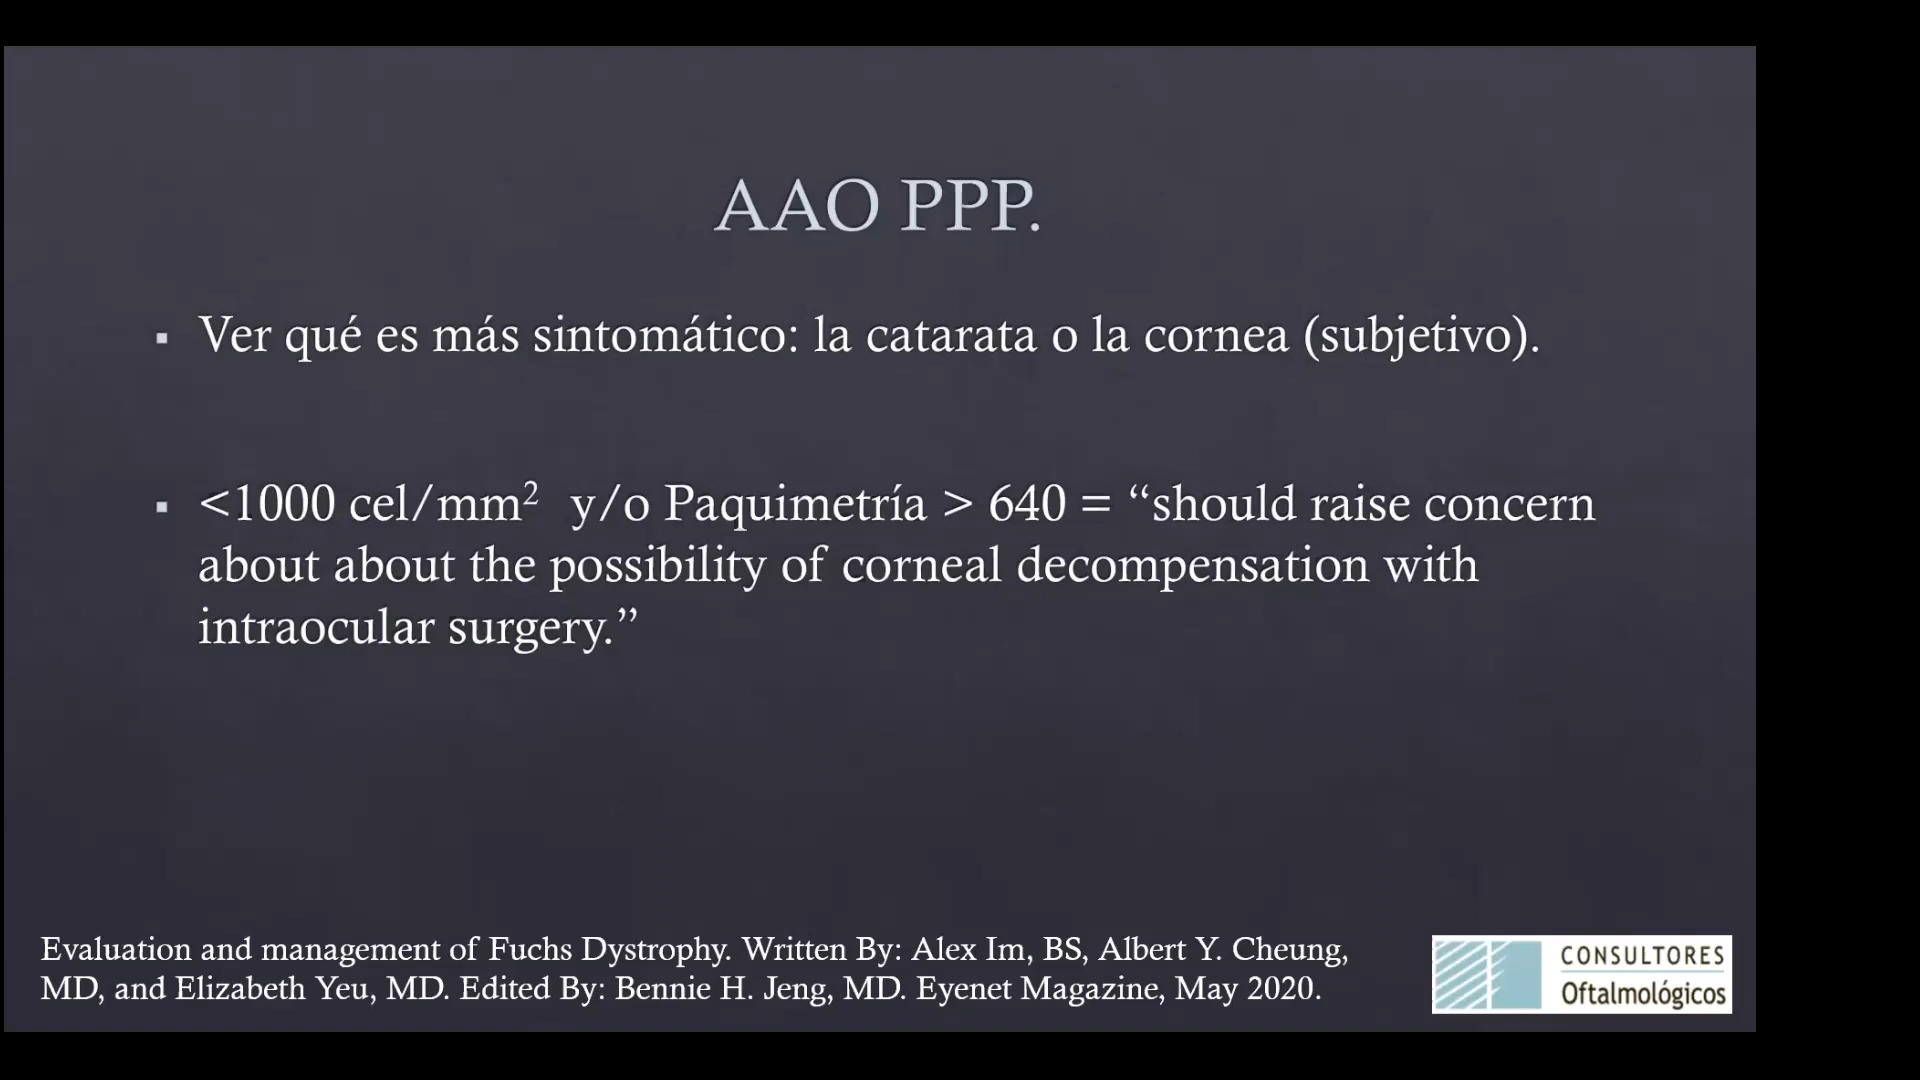 AAO PPP.
▪ Ver qué es más sintomático: la catarata o la cornea (subjetivo).
▪ <1000 cel/mm² y/o Paquimetría > 640 = “should raise concern
about about the possibility of corneal decompensation with
intraocular surgery.”
Evaluation and management of Fuchs Dystrophy. Written By: Alex Im, BS, Albert Y. Cheung,
MD, and Elizabeth Yeu, MD. Edited By: Bennie H. Jeng, MD. Eyenet Magazine, May 2020.
CONSULTORES
Oftalmológicos